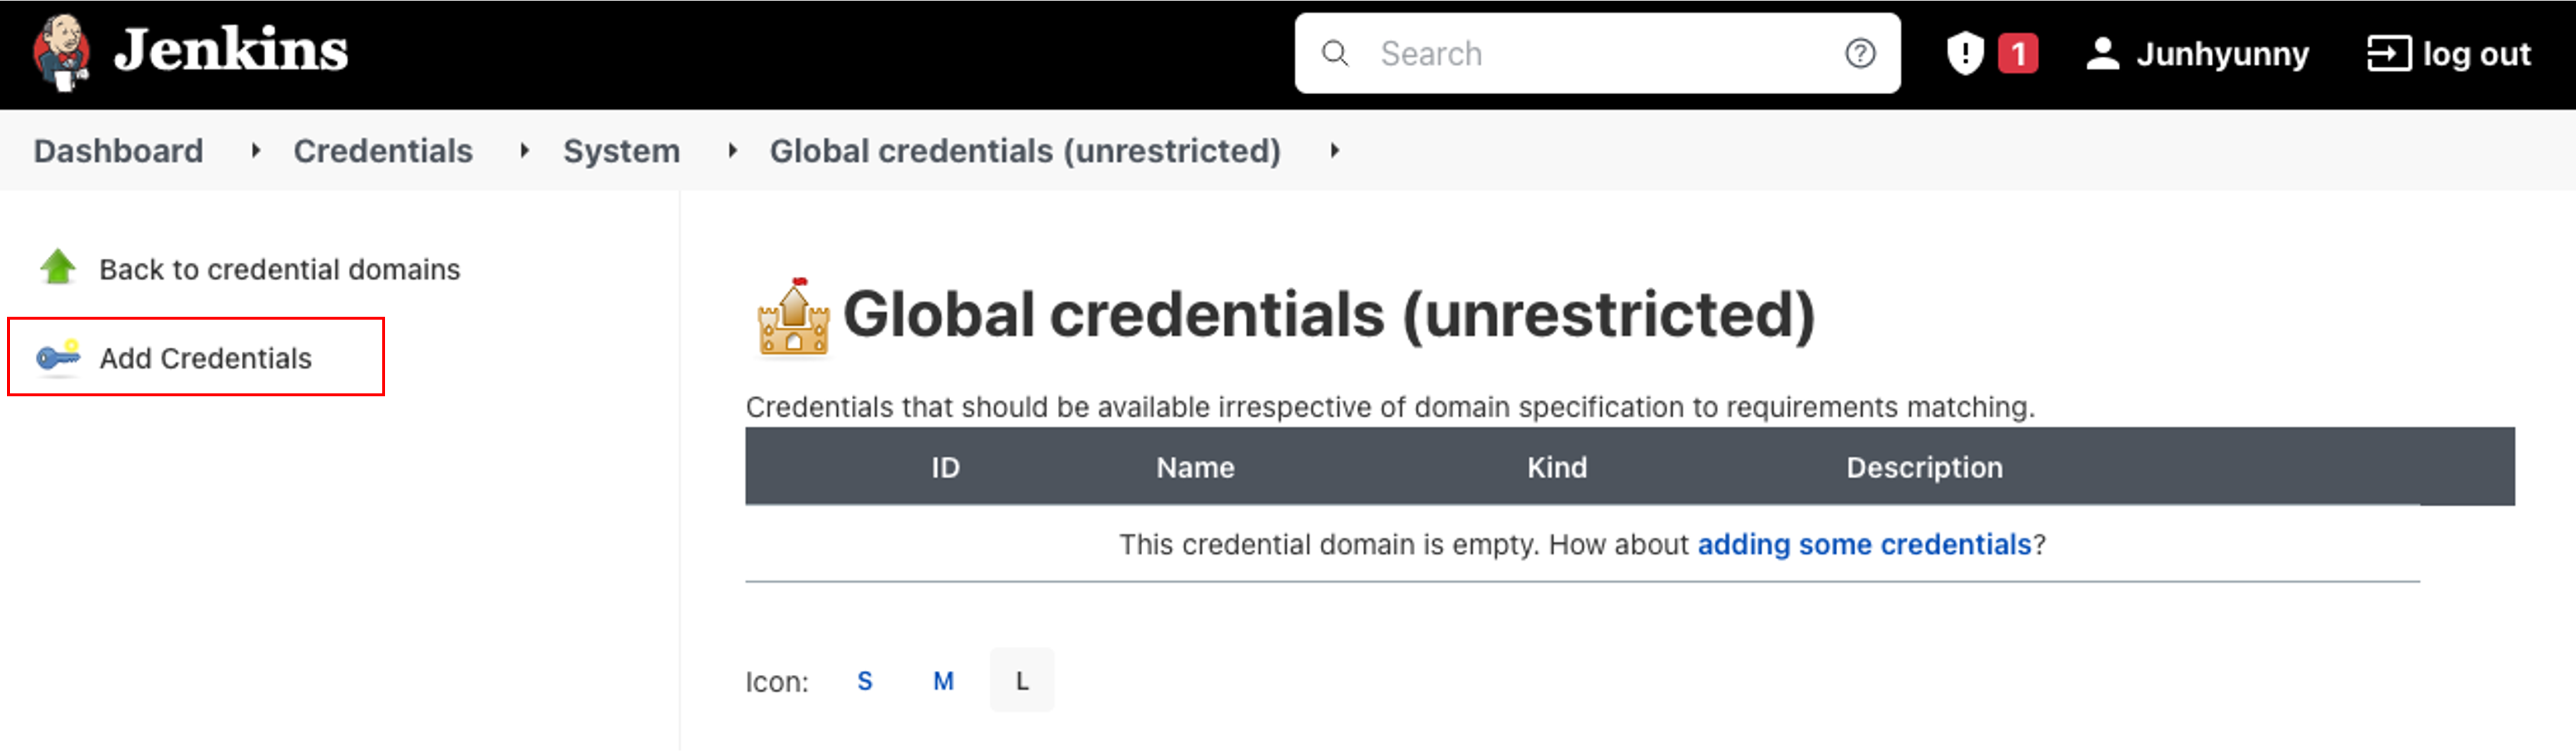 Jenkins
Search
1
Junhyunny
log out
Dashboard
Credentials
System
Global credentials (unrestricted)
Back to credential domains
Add Credentials
Global credentials (unrestricted)
Credentials that should be available irrespective of domain specification to requirements matching.
ID Name Kind Description
This credential domain is empty. How about adding some credentials?
Icon: S M L